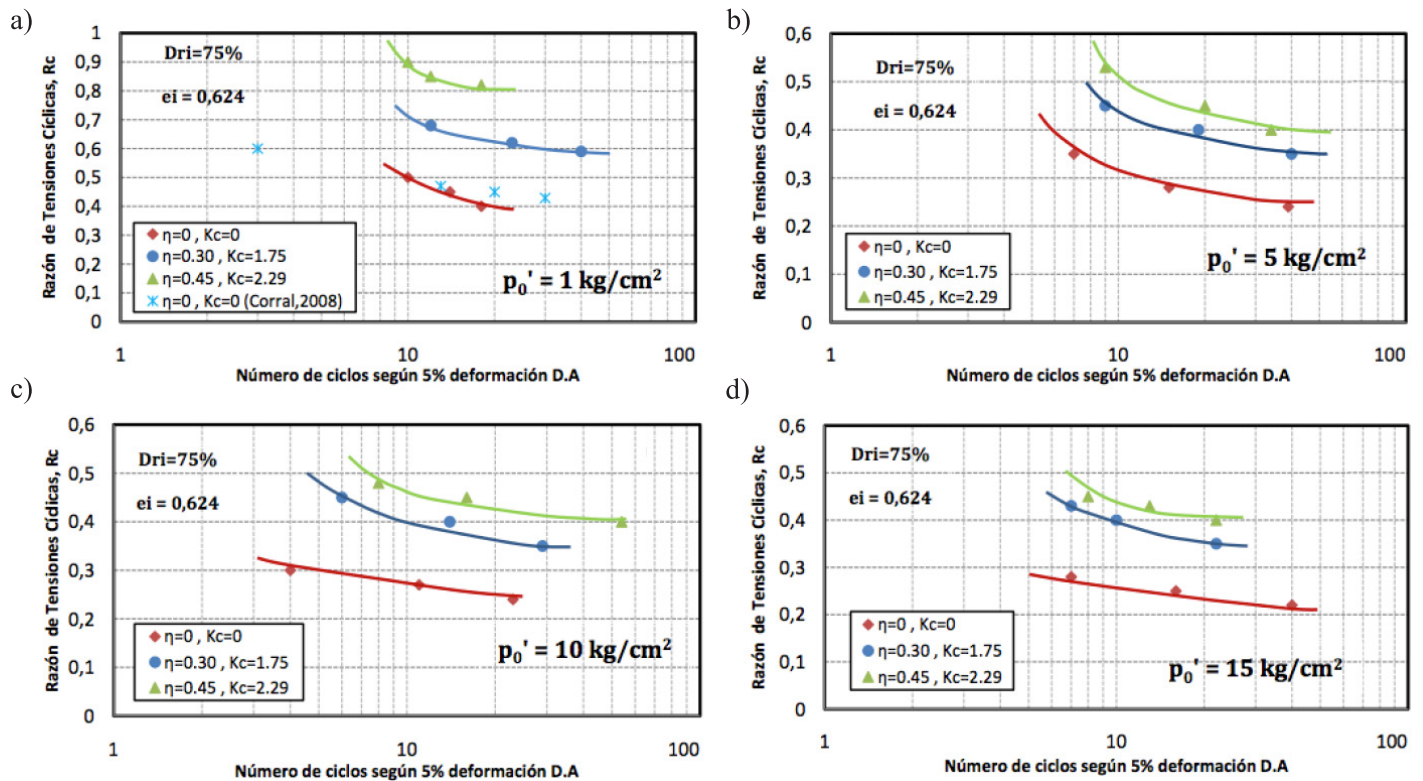 a)
Razón de Tensiones Cíclicas, Rc
1
0,9
0,8
0,7
0,6
0,5
0,4
0,3
0,2
0,1
0
Dri=75%
ei = 0,624
η=0 , Kc=0
η=0.30 , Kc=1.75
η=0.45 , Kc=2.29
η=0 , Kc=0 (Corral,2008)
p₀' = 1 kg/cm²
1
10
100
Número de ciclos según 5% deformación D.A
b)
Razón de Tensiones Cíclicas, Rc
0,6
0,5
0,4
0,3
0,2
0,1
0
Dri=75%
ei = 0,624
η=0 , Kc=0
η=0.30 , Kc=1.75
η=0.45 , Kc=2.29
p₀' = 5 kg/cm²
1
10
100
Número de ciclos según 5% deformación D.A
c)
Razón de Tensiones Cíclicas, Rc
0,6
0,5
0,4
0,3
0,2
0,1
0
Dri=75%
ei = 0,624
η=0 , Kc=0
η=0.30 , Kc=1.75
η=0.45 , Kc=2.29
p₀' = 10 kg/cm²
1
10
100
Número de ciclos según 5% deformación D.A
d)
Razón de Tensiones Cíclicas, Rc
0,6
0,5
0,4
0,3
0,2
0,1
0
Dri=75%
ei = 0,624
η=0 , Kc=0
η=0.30 , Kc=1.75
η=0.45 , Kc=2.29
p₀' = 15 kg/cm²
1
10
100
Número de ciclos según 5% deformación D.A